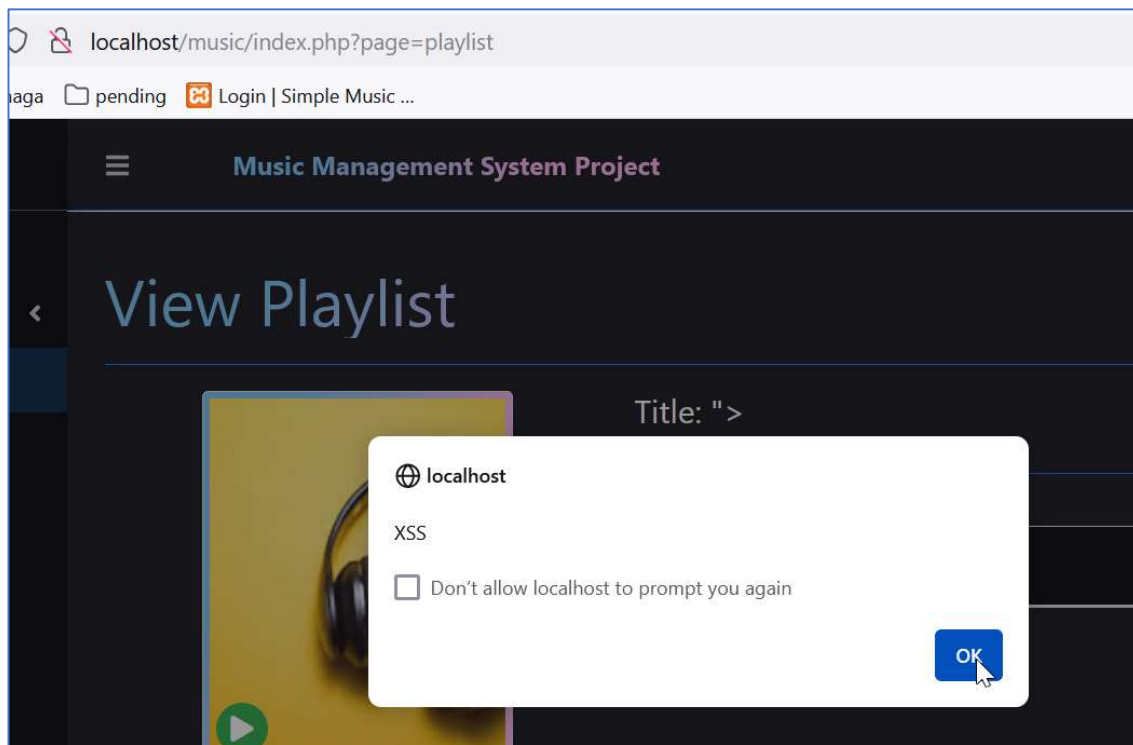 localhost/music/index.php?page=playlist
pending Login | Simple Music ...
Music Management System Project
View Playlist
Title: ">
localhost
XSS
Don't allow localhost to prompt you again
OK